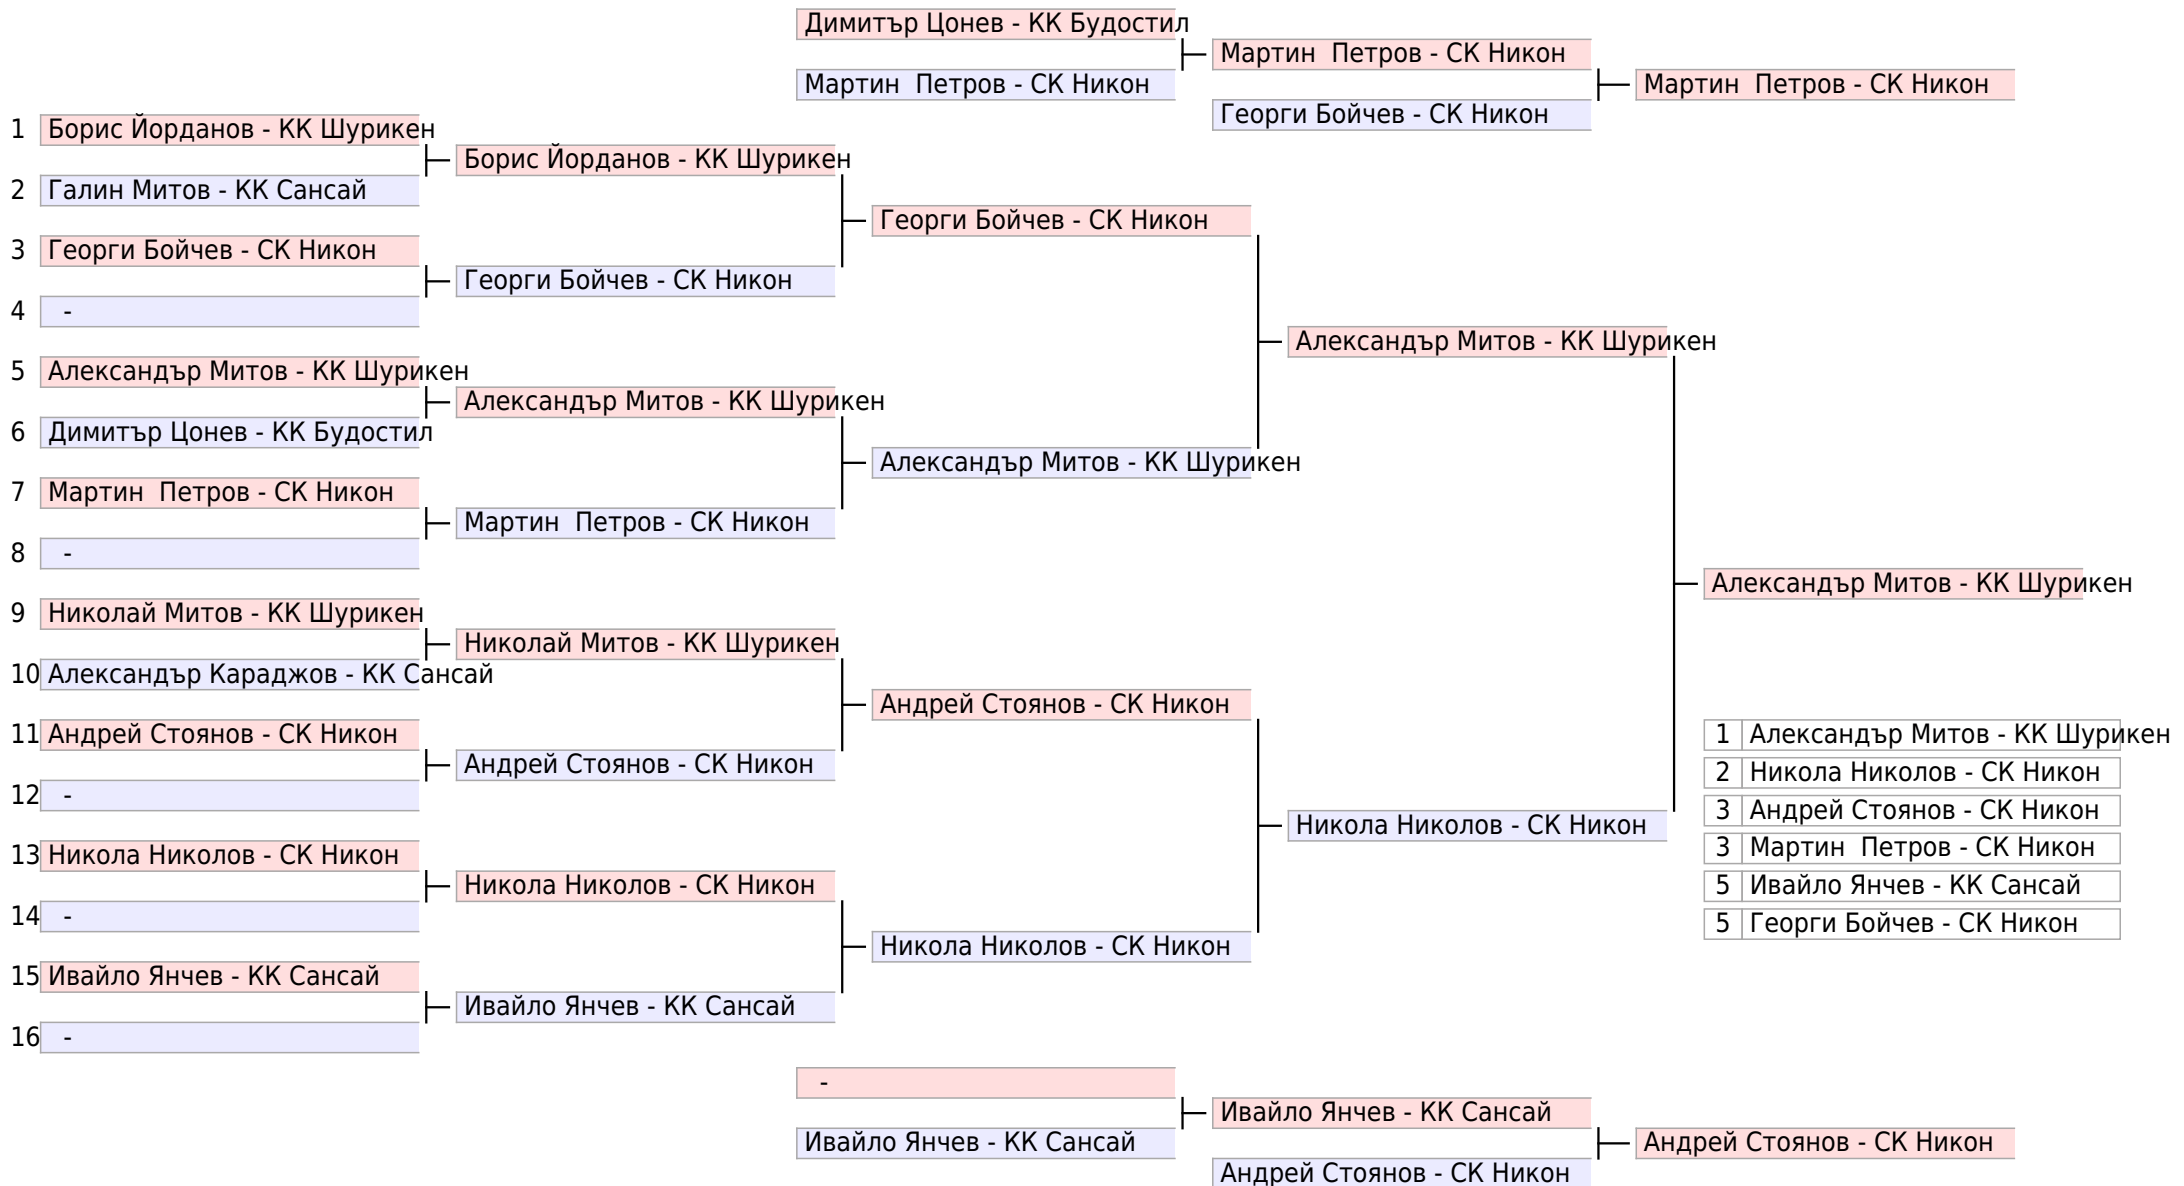 Димитър Цонев - КК Будостил
Мартин  Петров - СК Никон
Мартин  Петров - СК Никон
Георги Бойчев - СК Никон
Мартин  Петров - СК Никон
1 Борис Йорданов - КК Шурикен
2 Галин Митов - КК Сансай
3 Георги Бойчев - СК Никон
4 -
5 Александър Митов - КК Шурикен
6 Димитър Цонев - КК Будостил
7 Мартин  Петров - СК Никон
8 -
9 Николай Митов - КК Шурикен
10 Александър Караджов - КК Сансай
11 Андрей Стоянов - СК Никон
12 -
13 Никола Николов - СК Никон
14 -
15 Ивайло Янчев - КК Сансай
16 -
Борис Йорданов - КК Шурикен
Георги Бойчев - СК Никон
Александър Митов - КК Шурикен
Мартин  Петров - СК Никон
Николай Митов - КК Шурикен
Андрей Стоянов - СК Никон
Никола Николов - СК Никон
Ивайло Янчев - КК Сансай
Георги Бойчев - СК Никон
Александър Митов - КК Шурикен
Андрей Стоянов - СК Никон
Никола Николов - СК Никон
Александър Митов - КК Шурикен
Никола Николов - СК Никон
Александър Митов - КК Шурикен
1 Александър Митов - КК Шурикен
2 Никола Николов - СК Никон
3 Андрей Стоянов - СК Никон
3 Мартин  Петров - СК Никон
5 Ивайло Янчев - КК Сансай
5 Георги Бойчев - СК Никон
-
Ивайло Янчев - КК Сансай
Ивайло Янчев - КК Сансай
Андрей Стоянов - СК Никон
Андрей Стоянов - СК Никон